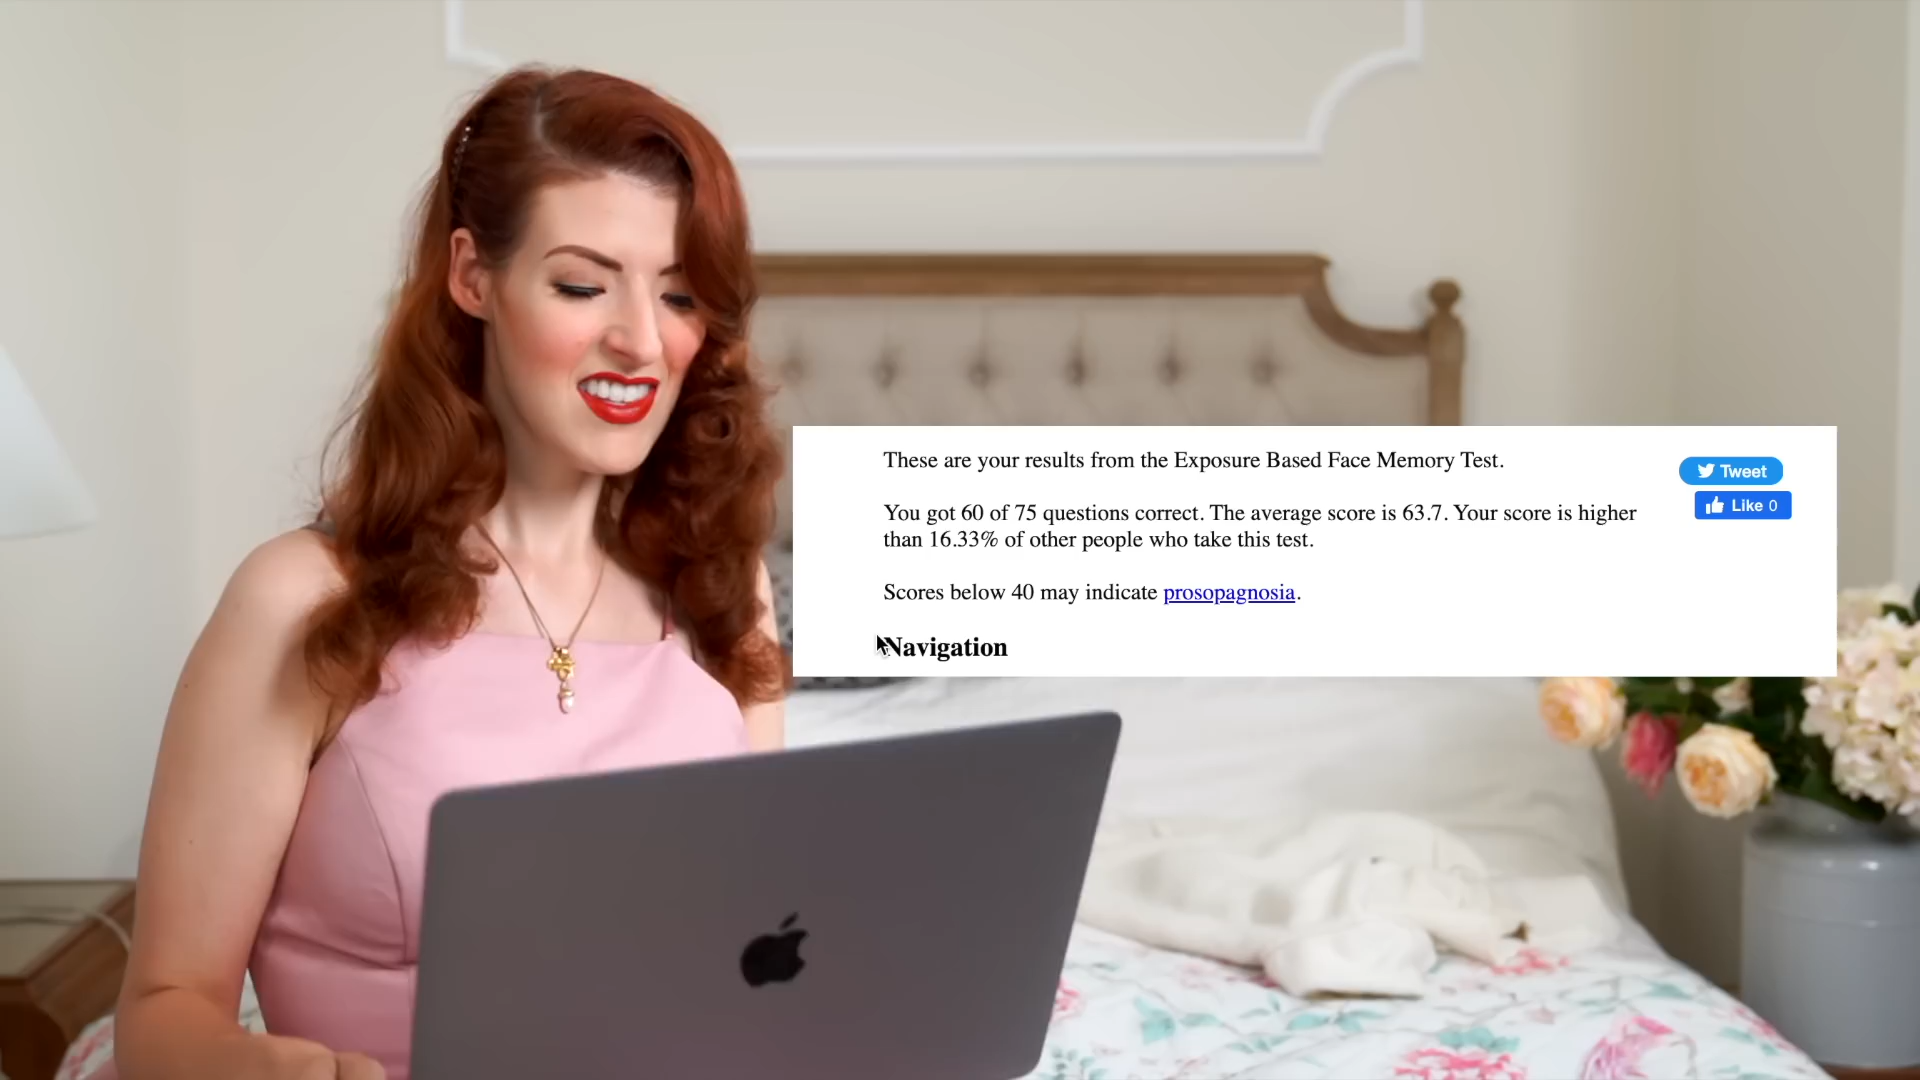 These are your results from the Exposure Based Face Memory Test.
Tweet
Like 0
You got 60 of 75 questions correct. The average score is 63.7. Your score is higher
than 16.33% of other people who take this test.
Scores below 40 may indicate prosopagnosia.
Navigation